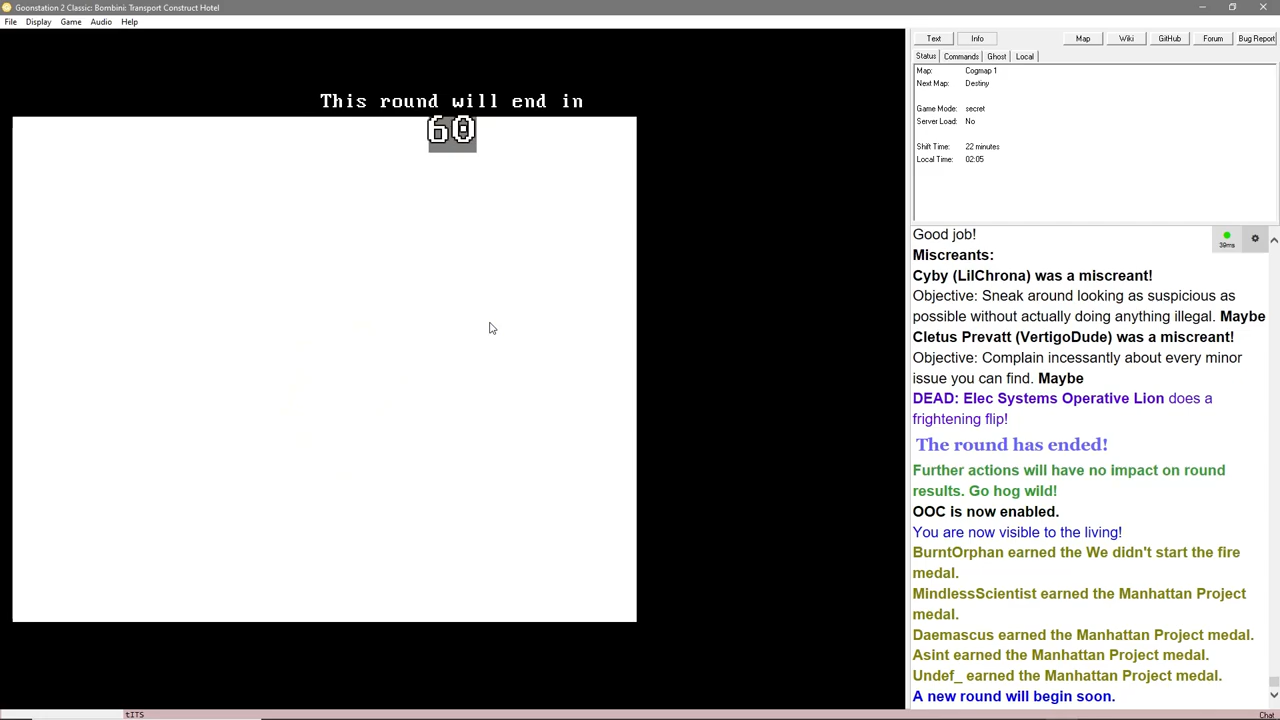 Goonstation 2 Classic: Bombini: Transport Construct Hotel
File Display Game Audio Help
This round will end in
60
Text Info Map Wiki GitHub Forum Bug Report
Status Commands Ghost Local
Map: Cogmap 1
Next Map: Destiny
Game Mode: secret
Server Load: No
Shift Time: 22 minutes
Local Time: 02:05
39ms
Good job!
Miscreants:
Cyby (LilChrona) was a miscreant!
Objective: Sneak around looking as suspicious as
possible without actually doing anything illegal. Maybe
Cletus Prevatt (VertigoDude) was a miscreant!
Objective: Complain incessantly about every minor
issue you can find. Maybe
DEAD: Elec Systems Operative Lion does a
frightening flip!
The round has ended!
Further actions will have no impact on round
results. Go hog wild!
OOC is now enabled.
You are now visible to the living!
BurntOrphan earned the We didn't start the fire
medal.
MindlessScientist earned the Manhattan Project
medal.
Daemascus earned the Manhattan Project medal.
Asint earned the Manhattan Project medal.
Undef_ earned the Manhattan Project medal.
A new round will begin soon.
tITS
Chat